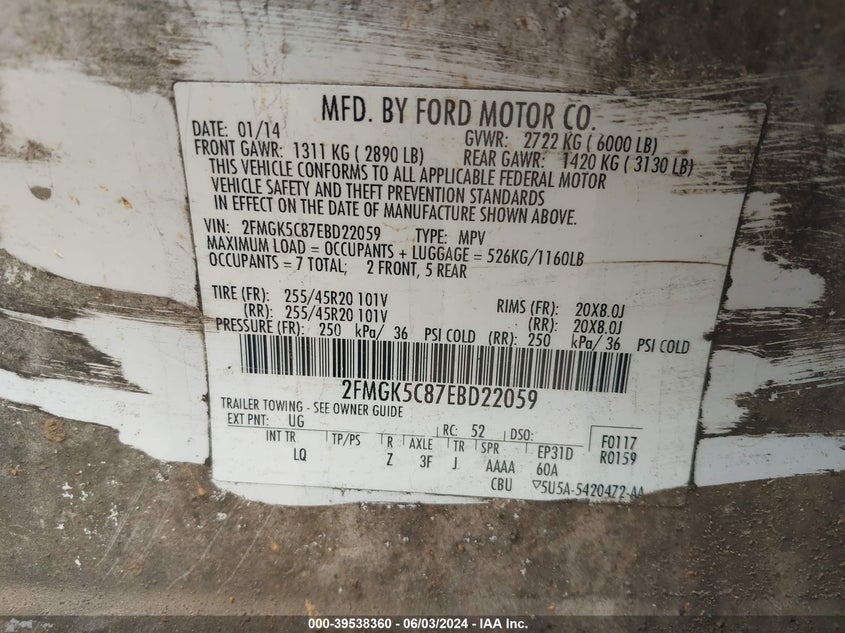 MFD. BY FORD MOTOR CO.
DATE: 01/14 GVWR: 2722 KG ( 6000 LB)
FRONT GAWR: 1311 KG ( 2890 LB) REAR GAWR: 1420 KG ( 3130 LB)
THIS VEHICLE CONFORMS TO ALL APPLICABLE FEDERAL MOTOR
VEHICLE SAFETY AND THEFT PREVENTION STANDARDS
IN EFFECT ON THE DATE OF MANUFACTURE SHOWN ABOVE.
VIN: 2FMGK5C87EBD22059 TYPE: MPV
MAXIMUM LOAD = OCCUPANTS + LUGGAGE = 526KG/1160LB
OCCUPANTS = 7 TOTAL; 2 FRONT, 5 REAR
TIRE (FR): 255/45R20 101V RIMS (FR): 20X8.0J
(RR): 255/45R20 101V (RR): 20X8.0J
PRESSURE (FR): 250 kPa/ 36 PSI COLD (RR): 250 kPa/ 36 PSI COLD
2FMGK5C87EBD22059
TRAILER TOWING - SEE OWNER GUIDE
EXT PNT: UG RC: 52 DSO: F0117
INT TR TP/PS R AXLE TR SPR EP31D R0159
LQ Z 3F J AAAA 60A
CBU ▽5U5A-5420472-AA
000-39538360 - 06/03/2024 - IAA Inc.